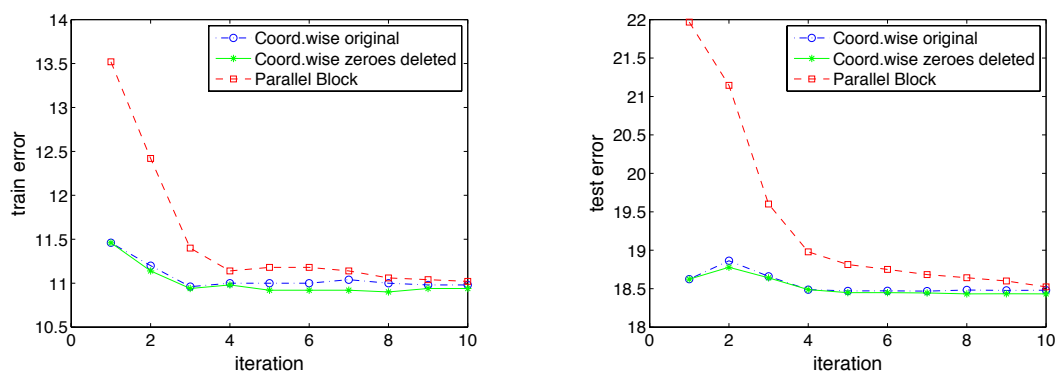 14
13.5
13
12.5
12
11.5
11
10.5
0 2 4 6 8 10
train error
iteration
Coord.wise original
Coord.wise zeroes deleted
Parallel Block
22
21.5
21
20.5
20
19.5
19
18.5
18
0 2 4 6 8 10
test error
iteration
Coord.wise original
Coord.wise zeroes deleted
Parallel Block